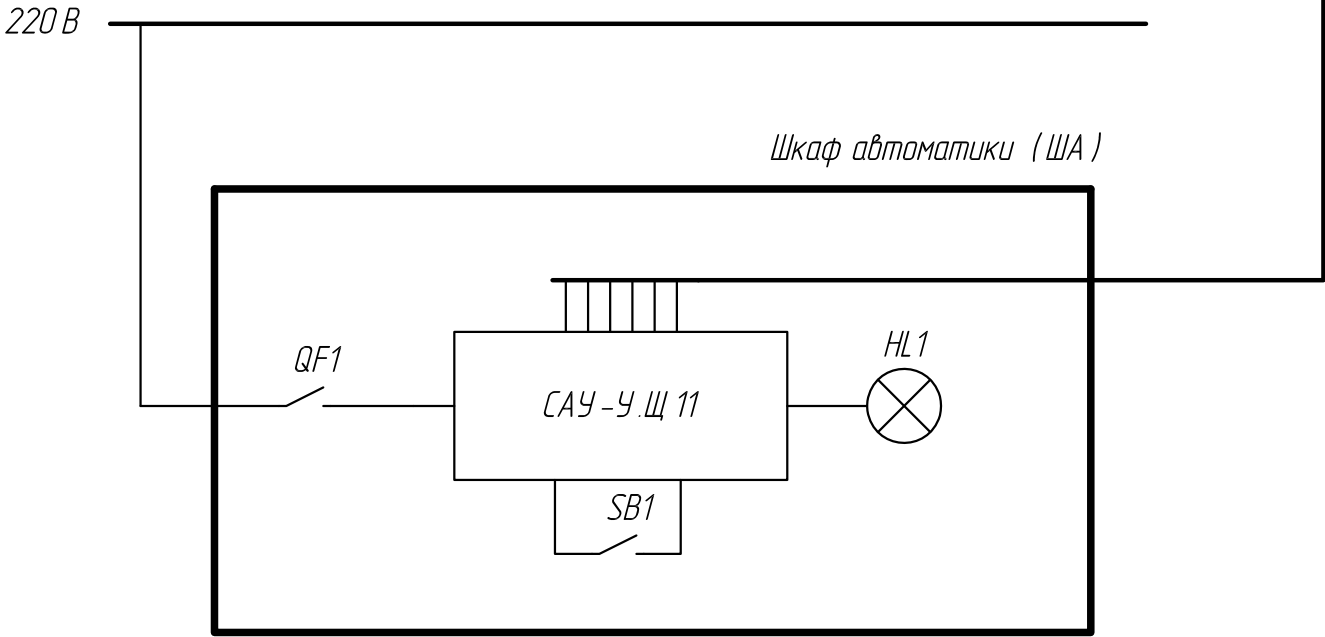 220 В
Шкаф автоматики (ША)
HL1
QF1
САУ-У.Щ 11
SB1